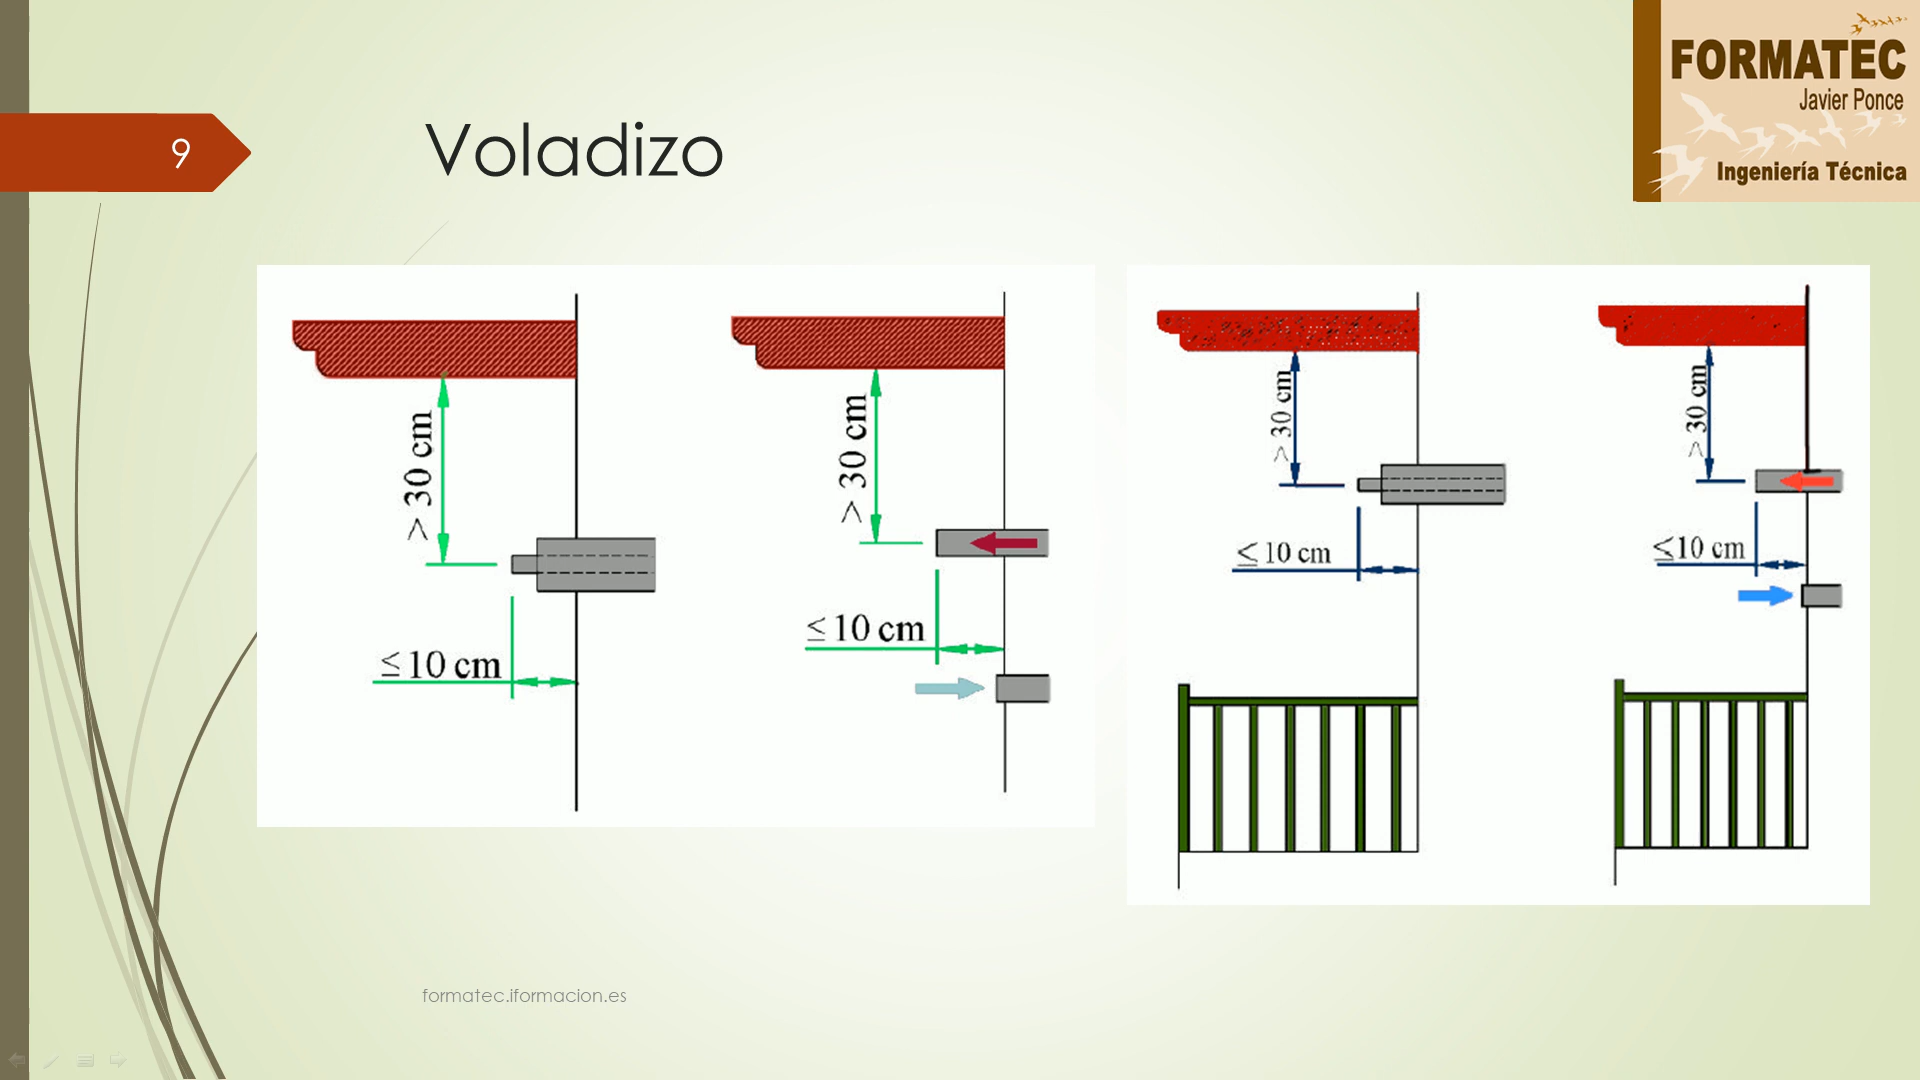 9
Voladizo
FORMATEC
Javier Ponce
Ingeniería Técnica
> 30 cm
≤ 10 cm
> 30 cm
≤ 10 cm
> 30 cm
≤ 10 cm
> 30 cm
≤10 cm
formatec.iformacion.es